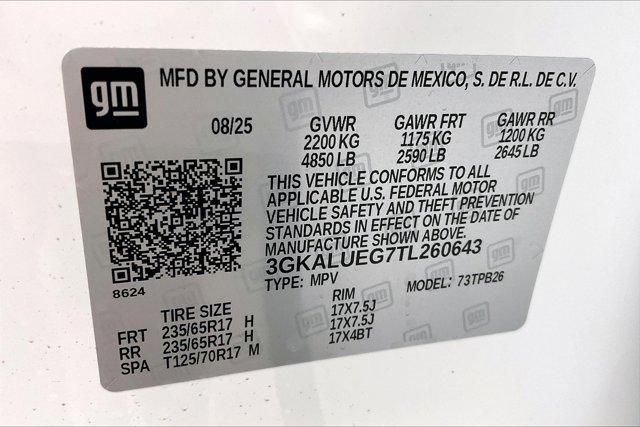 gm
MFD BY GENERAL MOTORS DE MEXICO, S. DE R.L. DE C.V.
08/25 GVWR GAWR FRT GAWR RR
2200 KG 1175 KG 1200 KG
4850 LB 2590 LB 2645 LB
THIS VEHICLE CONFORMS TO ALL
APPLICABLE U.S. FEDERAL MOTOR
VEHICLE SAFETY AND THEFT PREVENTION
STANDARDS IN EFFECT ON THE DATE OF
MANUFACTURE SHOWN ABOVE.
3GKALUEG7TL260643
8624
TYPE: MPV MODEL: 73TPB26
TIRE SIZE RIM
FRT 235/65R17 H 17X7.5J
RR 235/65R17 H 17X7.5J
SPA T125/70R17 M 17X4BT